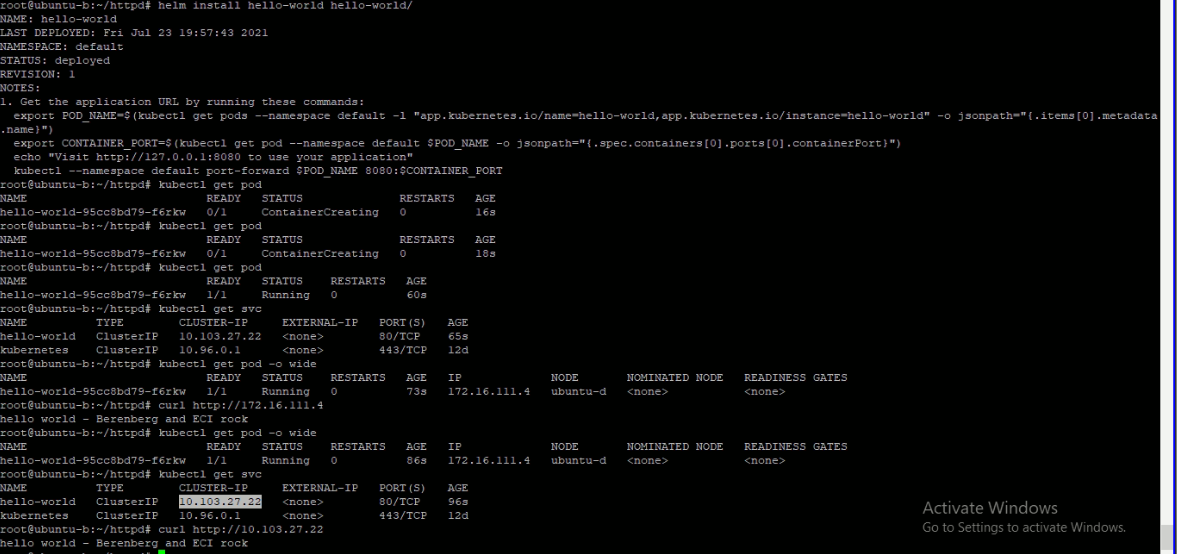 root@ubuntu-b:~/httpd# helm install hello-world hello-world/
NAME: hello-world
LAST DEPLOYED: Fri Jul 23 19:57:43 2021
NAMESPACE: default
STATUS: deployed
REVISION: 1
NOTES:
1. Get the application URL by running these commands:
  export POD_NAME=$(kubectl get pods --namespace default -l "app.kubernetes.io/name=hello-world,app.kubernetes.io/instance=hello-world" -o jsonpath="{.items[0].metadata
.name}")
  export CONTAINER_PORT=$(kubectl get pod --namespace default $POD_NAME -o jsonpath="{.spec.containers[0].ports[0].containerPort}")
  echo "Visit http://127.0.0.1:8080 to use your application"
  kubectl --namespace default port-forward $POD_NAME 8080:$CONTAINER_PORT
root@ubuntu-b:~/httpd# kubectl get pod
NAME                          READY   STATUS              RESTARTS   AGE
hello-world-95cc8bd79-f6rkw   0/1     ContainerCreating   0          16s
root@ubuntu-b:~/httpd# kubectl get pod
NAME                          READY   STATUS              RESTARTS   AGE
hello-world-95cc8bd79-f6rkw   0/1     ContainerCreating   0          18s
root@ubuntu-b:~/httpd# kubectl get pod
NAME                          READY   STATUS    RESTARTS   AGE
hello-world-95cc8bd79-f6rkw   1/1     Running   0          60s
root@ubuntu-b:~/httpd# kubectl get svc
NAME          TYPE        CLUSTER-IP     EXTERNAL-IP   PORT(S)   AGE
hello-world   ClusterIP   10.103.27.22   <none>        80/TCP    65s
kubernetes    ClusterIP   10.96.0.1      <none>        443/TCP   12d
root@ubuntu-b:~/httpd# kubectl get pod -o wide
NAME                          READY   STATUS    RESTARTS   AGE   IP             NODE       NOMINATED NODE   READINESS GATES
hello-world-95cc8bd79-f6rkw   1/1     Running   0          73s   172.16.111.4   ubuntu-d   <none>           <none>
root@ubuntu-b:~/httpd# curl http://172.16.111.4
hello world - Berenberg and ECI rock
root@ubuntu-b:~/httpd# kubectl get pod -o wide
NAME                          READY   STATUS    RESTARTS   AGE   IP             NODE       NOMINATED NODE   READINESS GATES
hello-world-95cc8bd79-f6rkw   1/1     Running   0          86s   172.16.111.4   ubuntu-d   <none>           <none>
root@ubuntu-b:~/httpd# kubectl get svc
NAME          TYPE        CLUSTER-IP     EXTERNAL-IP   PORT(S)   AGE
hello-world   ClusterIP   10.103.27.22   <none>        80/TCP    96s
kubernetes    ClusterIP   10.96.0.1      <none>        443/TCP   12d
root@ubuntu-b:~/httpd# curl http://10.103.27.22
hello world - Berenberg and ECI rock
Activate Windows
Go to Settings to activate Windows.